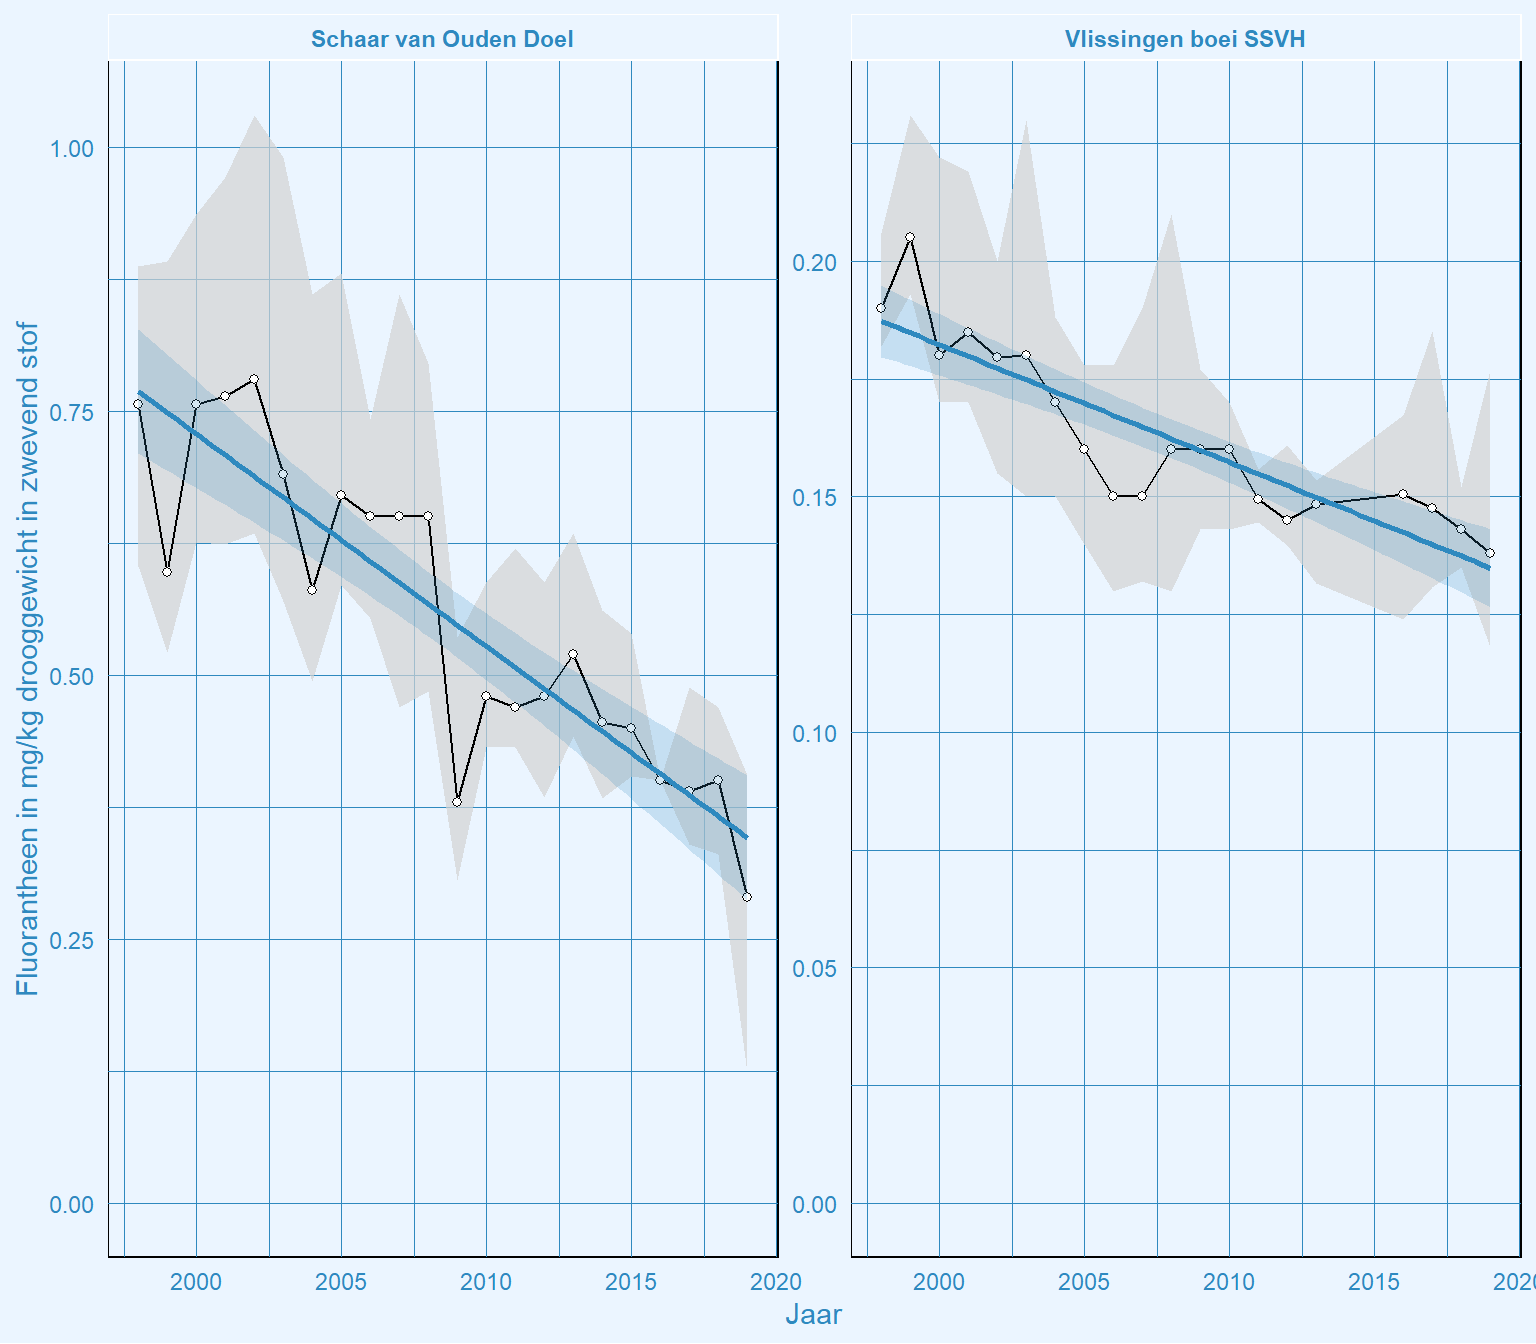 Schaar van Ouden Doel
Vlissingen boei SSVH
Fluorantheen in mg/kg drooggewicht in zwevend stof
1.00
0.75
0.50
0.25
0.00
0.20
0.15
0.10
0.05
0.00
2000 2005 2010 2015 2020
2000 2005 2010 2015 2020
Jaar